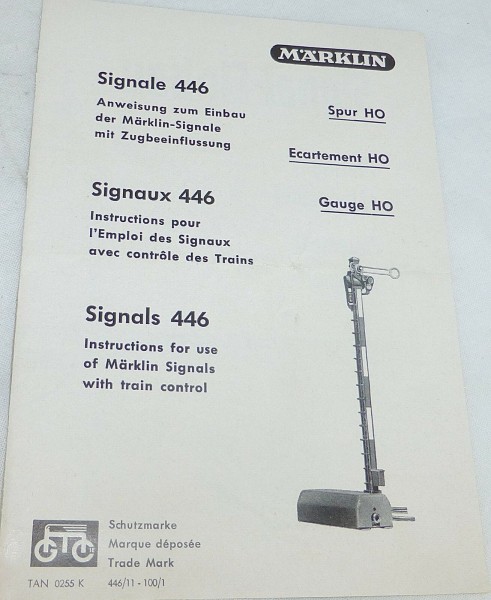 MÄRKLIN
Signale 446
Anweisung zum Einbau
der Märklin-Signale
mit Zugbeeinflussung
Spur HO
Ecartement HO
Gauge HO
Signaux 446
Instructions pour
l'Emploi des Signaux
avec contrôle des Trains
Signals 446
Instructions for use
of Märklin Signals
with train control
Schutzmarke
Marque déposée
Trade Mark
TAN 0255 K 446/11 - 100/1